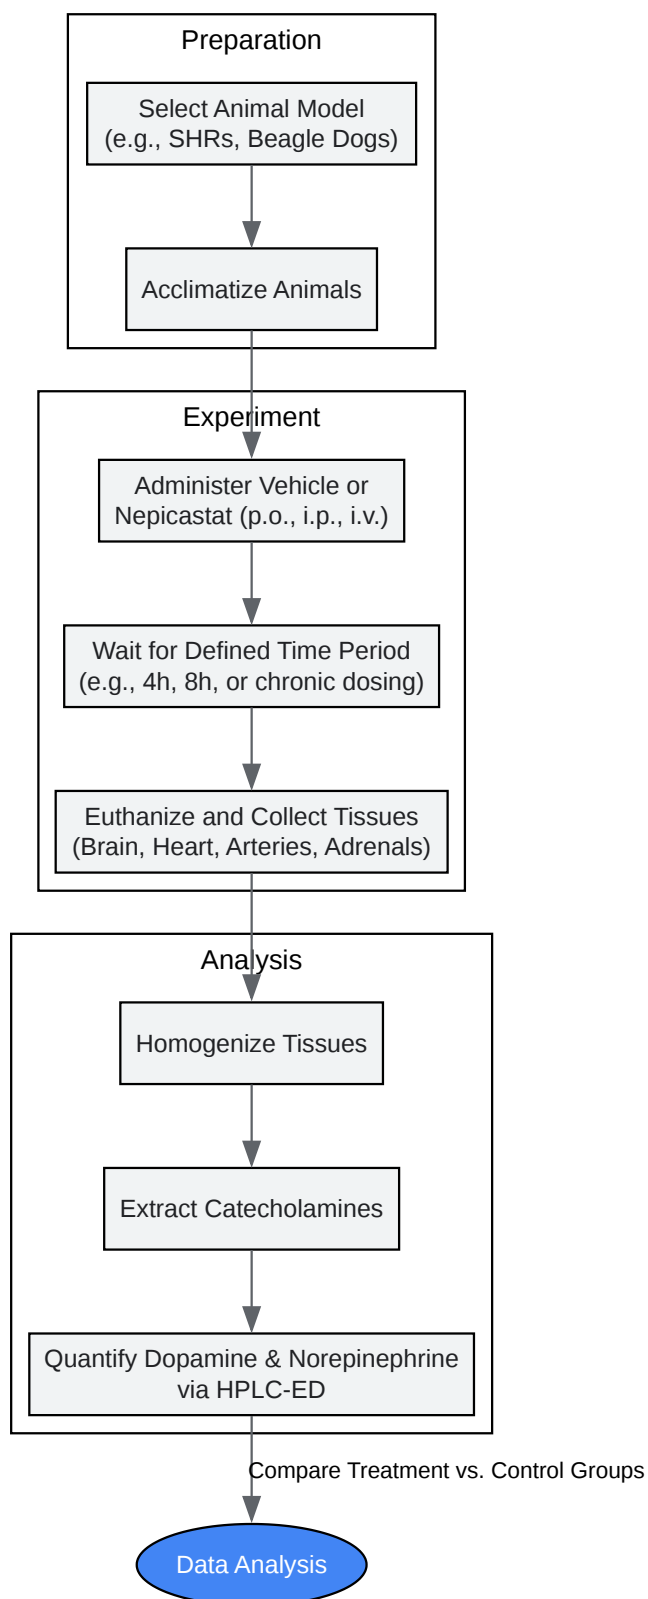 Preparation
Select Animal Model
(e.g., SHRs, Beagle Dogs)
Acclimatize Animals
Experiment
Administer Vehicle or
Nepicastat (p.o., i.p., i.v.)
Wait for Defined Time Period
(e.g., 4h, 8h, or chronic dosing)
Euthanize and Collect Tissues
(Brain, Heart, Arteries, Adrenals)
Analysis
Homogenize Tissues
Extract Catecholamines
Quantify Dopamine & Norepinephrine
via HPLC-ED
Compare Treatment vs. Control Groups
Data Analysis